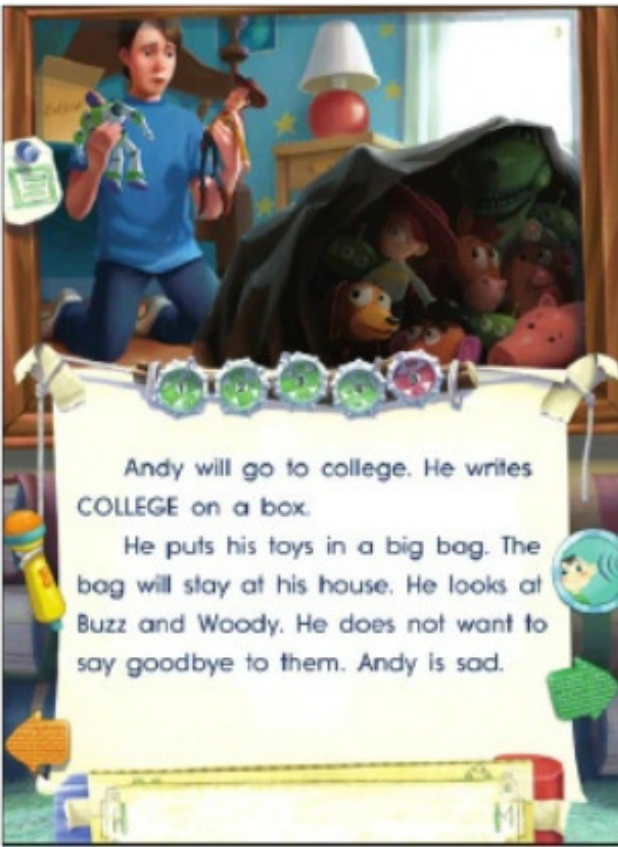 Andy will go to college. He writes
COLLEGE on a box.
He puts his toys in a big bag. The
bag will stay at his house. He looks at
Buzz and Woody. He does not want to
say goodbye to them. Andy is sad.